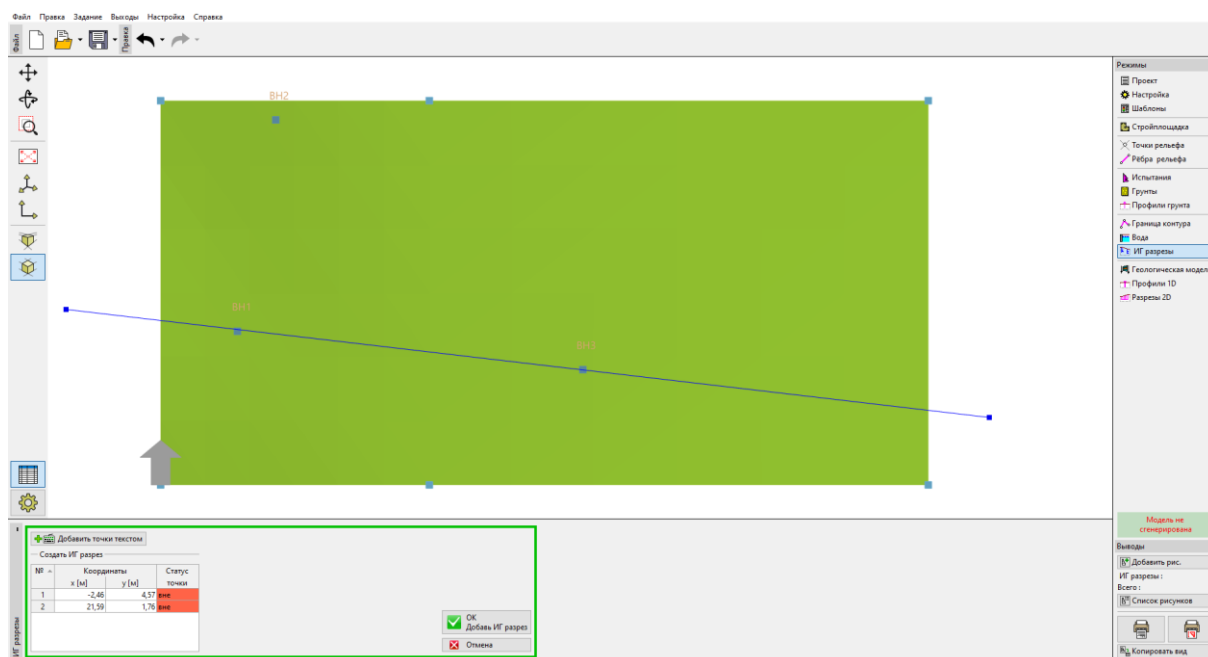 Файл Правка Задание Выходы Настройка Справка
Файл
Правка
Режимы
Проект
Настройка
Шаблоны
Стройплощадка
Точки рельефа
Рёбра рельефа
Испытания
Грунты
Профили грунта
Граница контура
Вода
ИГ разрезы
Геологическая модел
Профили 1D
Разрезы 2D
BH2
BH1
BH3
Модель не
сгенерирована
Выводы
Добавить рис.
ИГ разрезы :
Всего :
Список рисунков
Копировать вид
ИГ разрезы
Добавить точки текстом
Создать ИГ разрез
№ Координаты Статус
x [м] y [м] точки
1 -2,46 4,57 вне
2 21,59 1,76 вне
OK
Добавь ИГ разрез
Отмена